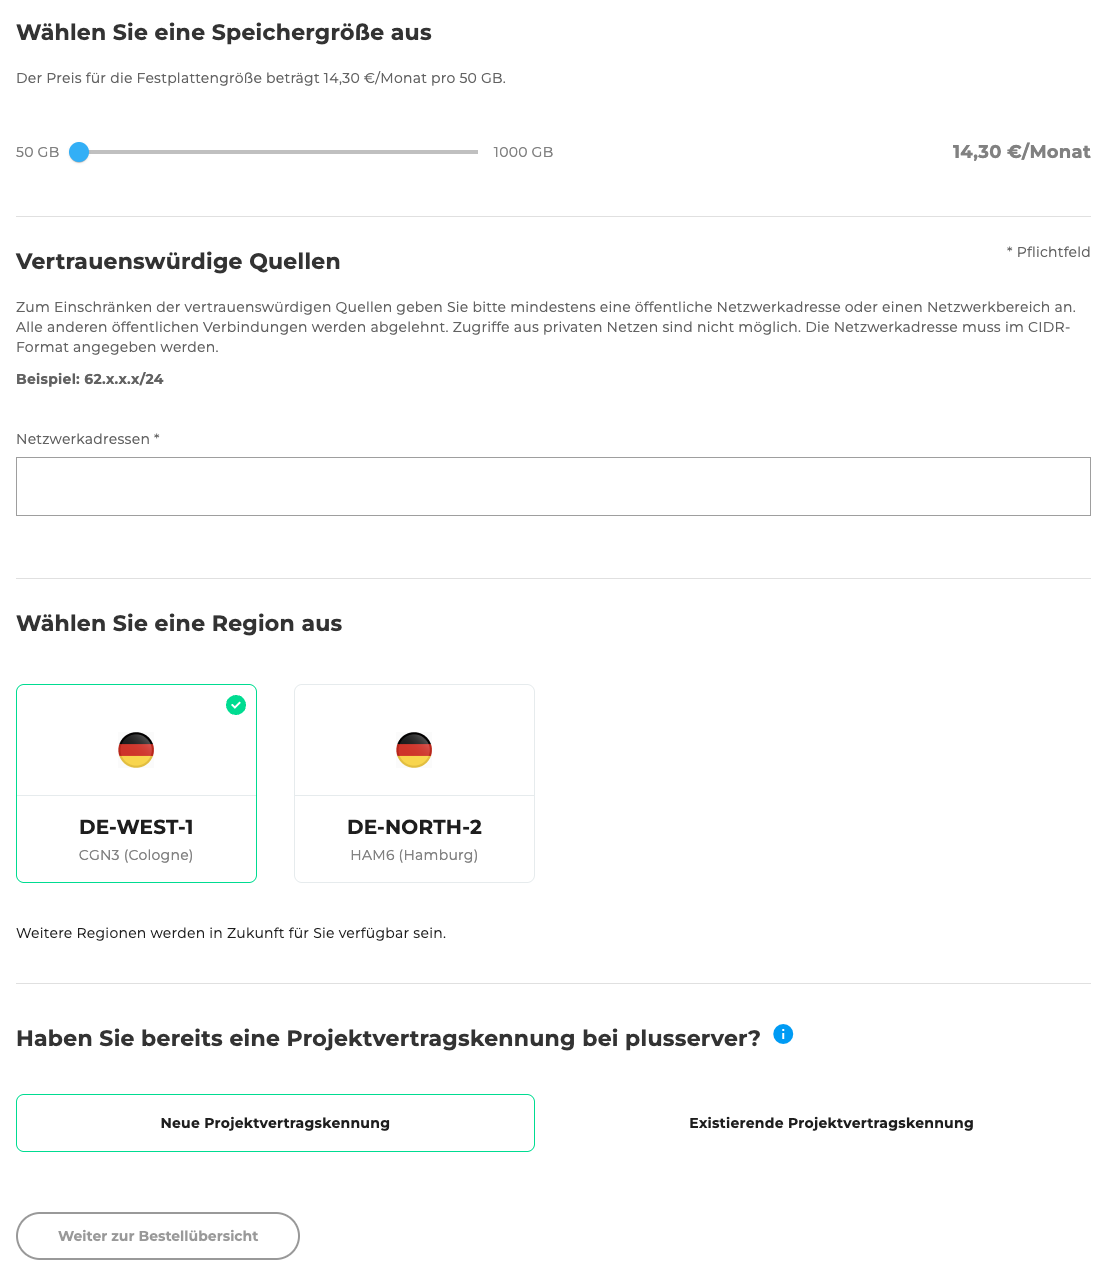 Wählen Sie eine Speichergröße aus
Der Preis für die Festplattengröße beträgt 14,30 €/Monat pro 50 GB.
50 GB 1000 GB 14,30 €/Monat
* Pflichtfeld
Vertrauenswürdige Quellen
Zum Einschränken der vertrauenswürdigen Quellen geben Sie bitte mindestens eine öffentliche Netzwerkadresse oder einen Netzwerkbereich an.
Alle anderen öffentlichen Verbindungen werden abgelehnt. Zugriffe aus privaten Netzen sind nicht möglich. Die Netzwerkadresse muss im CIDR-
Format angegeben werden.
Beispiel: 62.x.x.x/24
Netzwerkadressen *
Wählen Sie eine Region aus
DE-WEST-1
CGN3 (Cologne)
DE-NORTH-2
HAM6 (Hamburg)
Weitere Regionen werden in Zukunft für Sie verfügbar sein.
Haben Sie bereits eine Projektvertragskennung bei plusserver? i
Neue Projektvertragskennung
Existierende Projektvertragskennung
Weiter zur Bestellübersicht